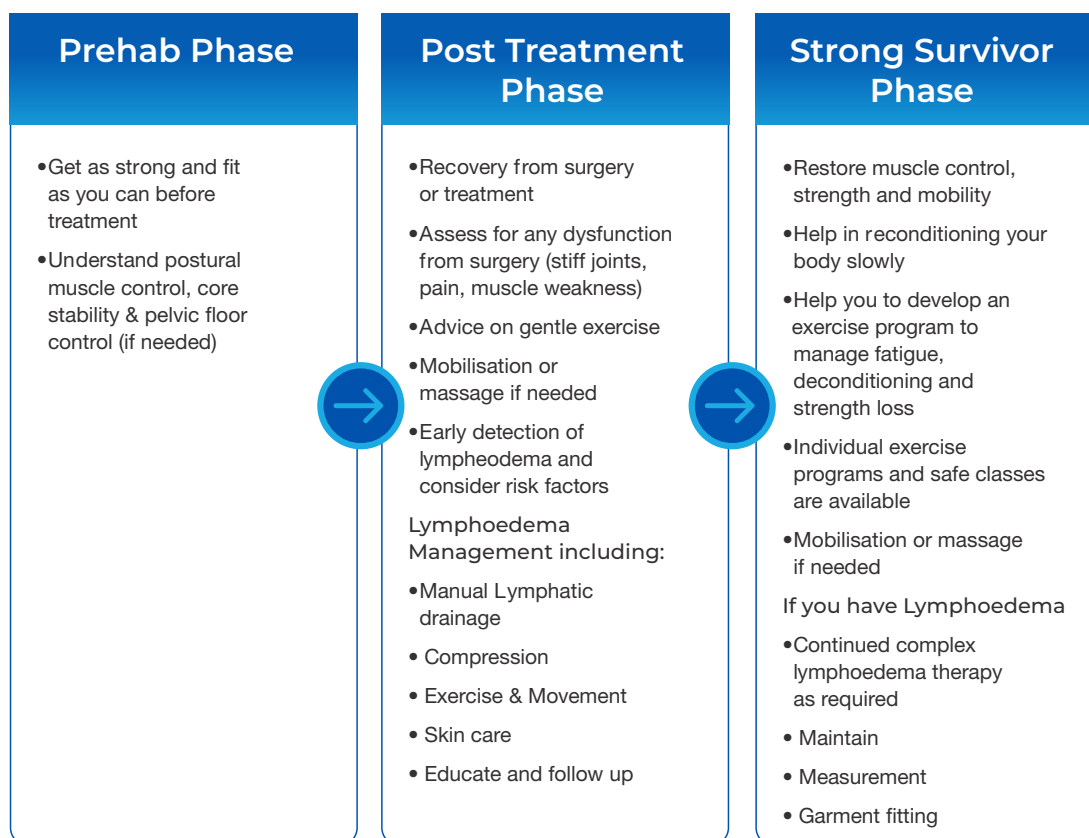 Prehab Phase
•Get as strong and fit
as you can before
treatment
•Understand postural
muscle control, core
stability & pelvic floor
control (if needed)
Post Treatment
Phase
•Recovery from surgery
or treatment
•Assess for any dysfunction
from surgery (stiff joints,
pain, muscle weakness)
•Advice on gentle exercise
•Mobilisation or
massage if needed
•Early detection of
lympheodema and
consider risk factors
Lymphoedema
Management including:
•Manual Lymphatic
drainage
• Compression
• Exercise & Movement
• Skin care
• Educate and follow up
Strong Survivor
Phase
•Restore muscle control,
strength and mobility
•Help in reconditioning your
body slowly
•Help you to develop an
exercise program to
manage fatigue,
deconditioning and
strength loss
•Individual exercise
programs and safe classes
are available
•Mobilisation or massage
if needed
If you have Lymphoedema
•Continued complex
lymphoedema therapy
as required
• Maintain
• Measurement
• Garment fitting